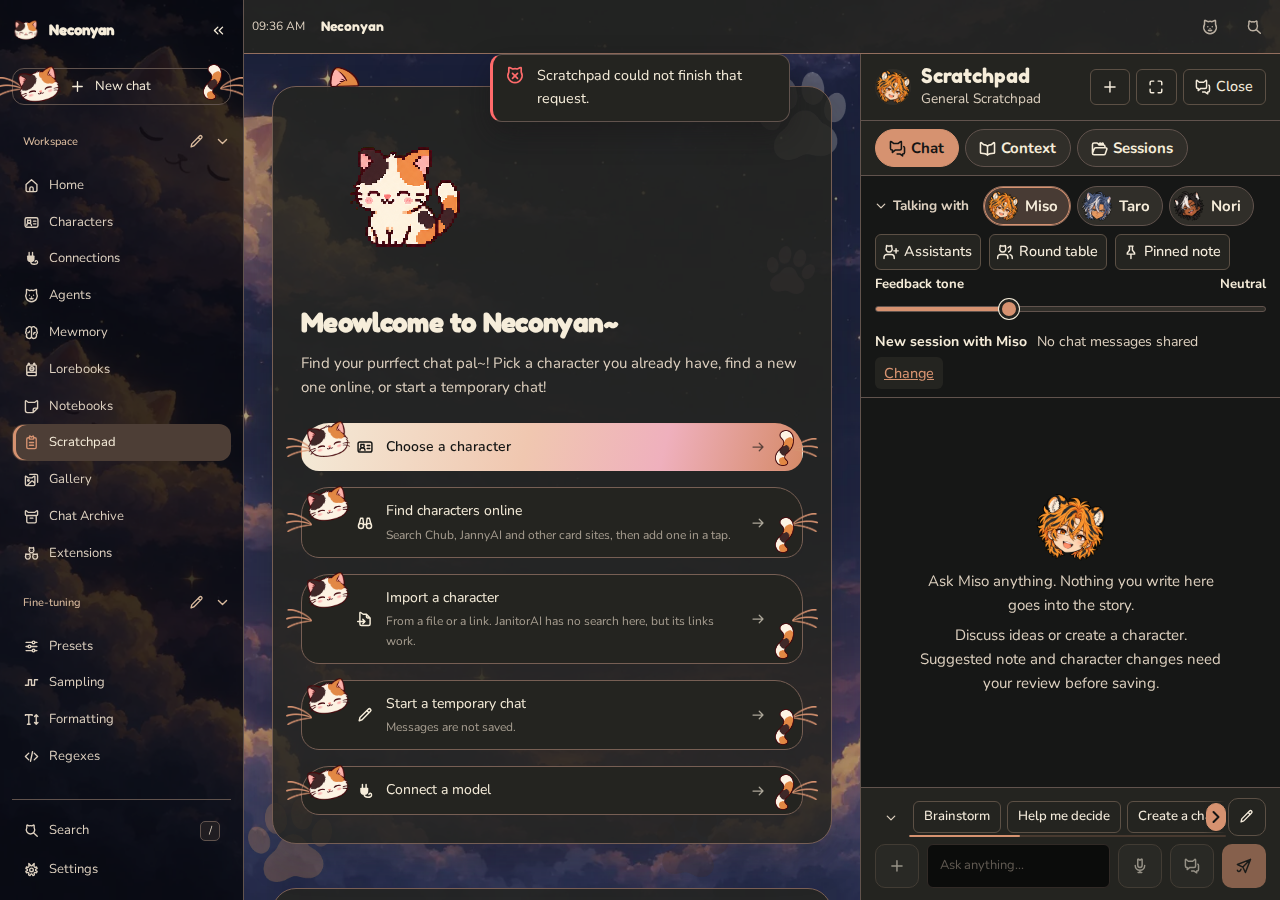 Neconyan
New chat
Workspace
Home
Characters
Connections
Agents
Mewmory
Lorebooks
Notebooks
Scratchpad
Gallery
Chat Archive
Extensions
Fine-tuning
Presets
Sampling
Formatting
Regexes
Search
/
Settings
09:36 AM
Neconyan
Scratchpad could not finish that
request.
Meowlcome to Neconyan~
Find your purrfect chat pal~! Pick a character you already have, find a new
one online, or start a temporary chat!
Choose a character
Find characters online
Search Chub, JannyAI and other card sites, then add one in a tap.
Import a character
From a file or a link. JanitorAI has no search here, but its links
work.
Start a temporary chat
Messages are not saved.
Connect a model
Scratchpad
General Scratchpad
Close
Chat
Context
Sessions
Talking with
Miso
Taro
Nori
Assistants
Round table
Pinned note
Feedback tone
Neutral
New session with Miso No chat messages shared
Change
Ask Miso anything. Nothing you write here
goes into the story.
Discuss ideas or create a character.
Suggested note and character changes need
your review before saving.
Brainstorm
Help me decide
Create a ch
Ask anything...